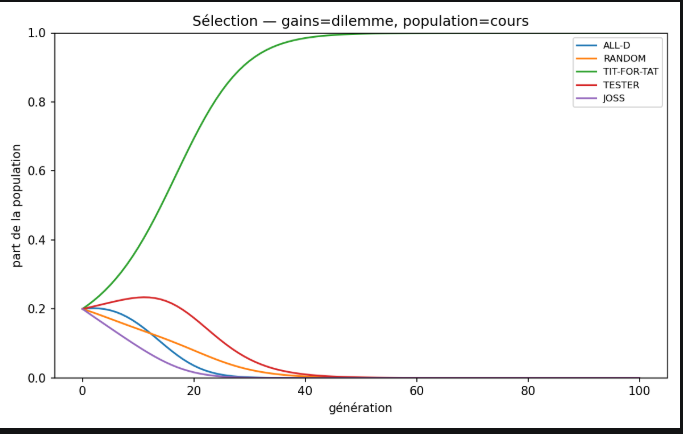 Sélection — gains=dilemme, population=cours
1.0
0.8
0.6
0.4
0.2
0.0
part de la population
ALL-D
RANDOM
TIT-FOR-TAT
TESTER
JOSS
0 20 40 60 80 100
génération